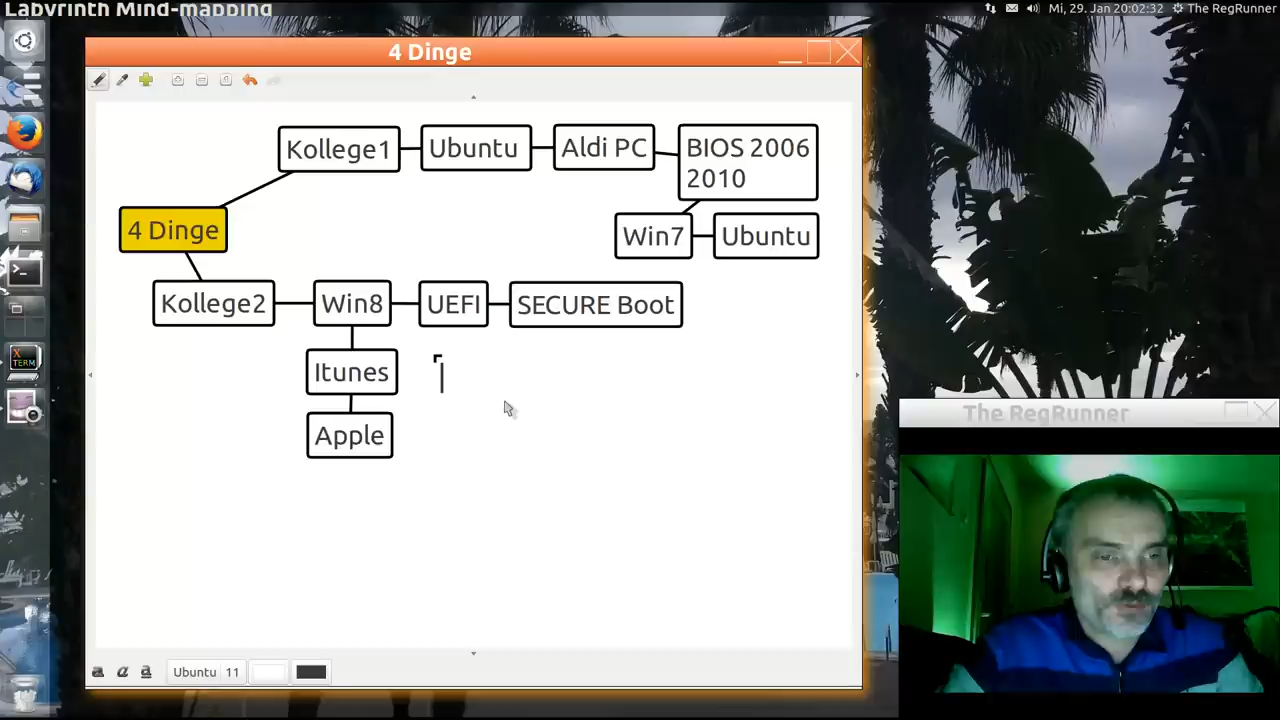 Labyrinth Mind-mapping
Mi, 29. Jan 20:02:32
The RegRunner
4 Dinge
Kollege1
Ubuntu
Aldi PC
BIOS 2006
2010
4 Dinge
Win7
Ubuntu
Kollege2
Win8
UEFI
SECURE Boot
Itunes
Apple
X
TERM
The RegRunner
a a a
Ubuntu 11